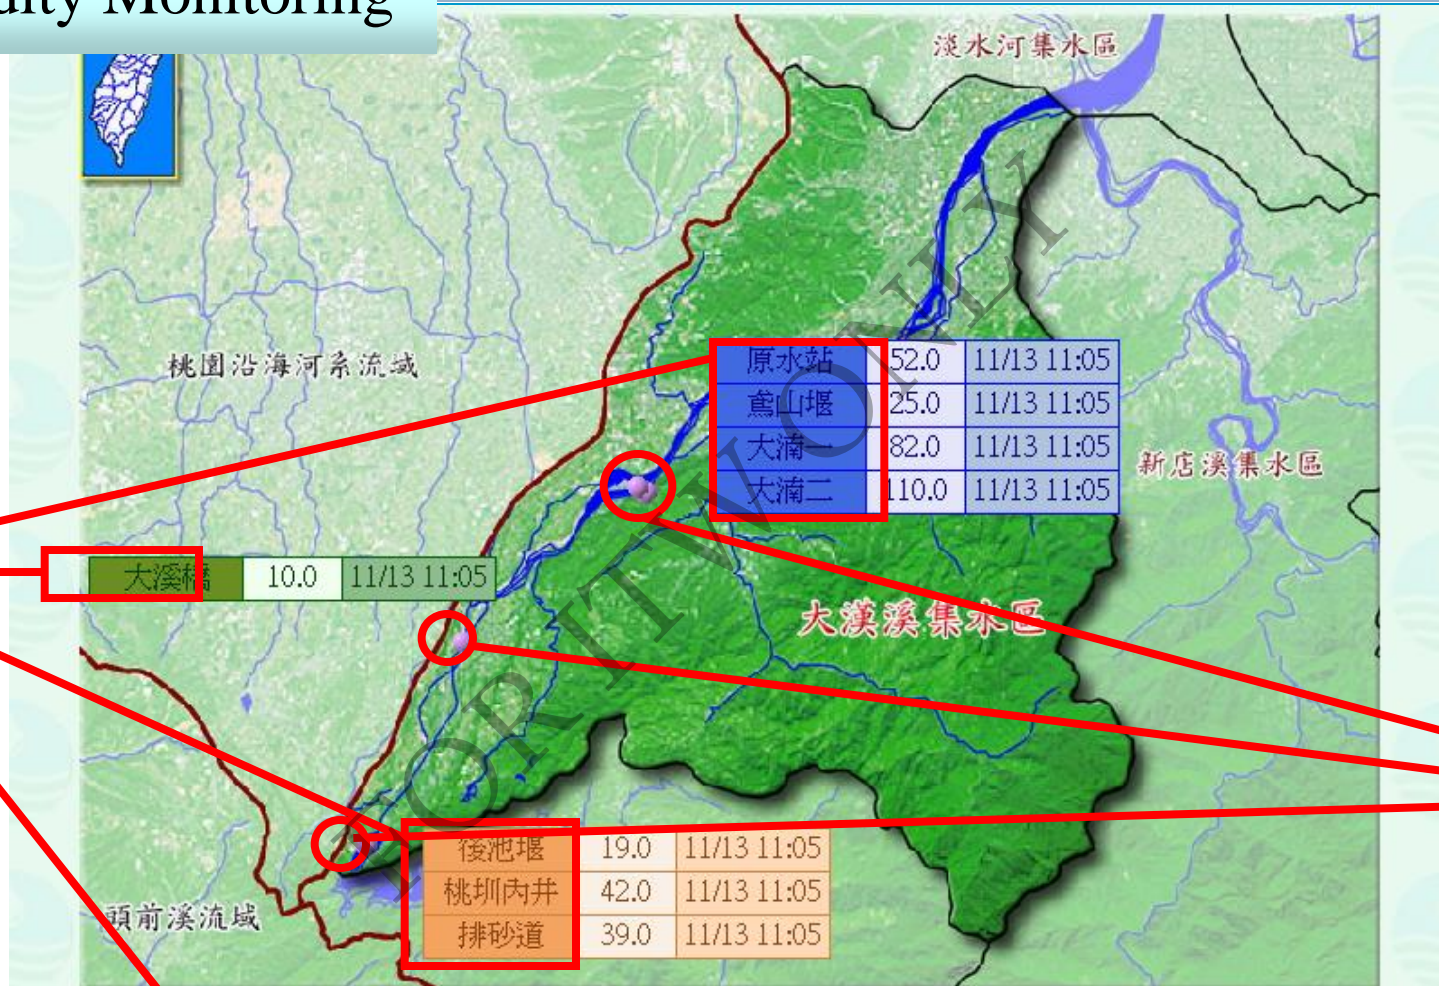 Monitoring
淡水河集水區
桃園沿海河系流域
原水站 52.0 11/13 11:05
鳶山堰 25.0 11/13 11:05
大湳一 82.0 11/13 11:05
大湳二 110.0 11/13 11:05
新店溪集水區
大溪橋 10.0 11/13 11:05
大漢溪集水區
後池堰 19.0 11/13 11:05
桃圳內井 42.0 11/13 11:05
排砂道 39.0 11/13 11:05
頭前溪流域
FORITWONLY